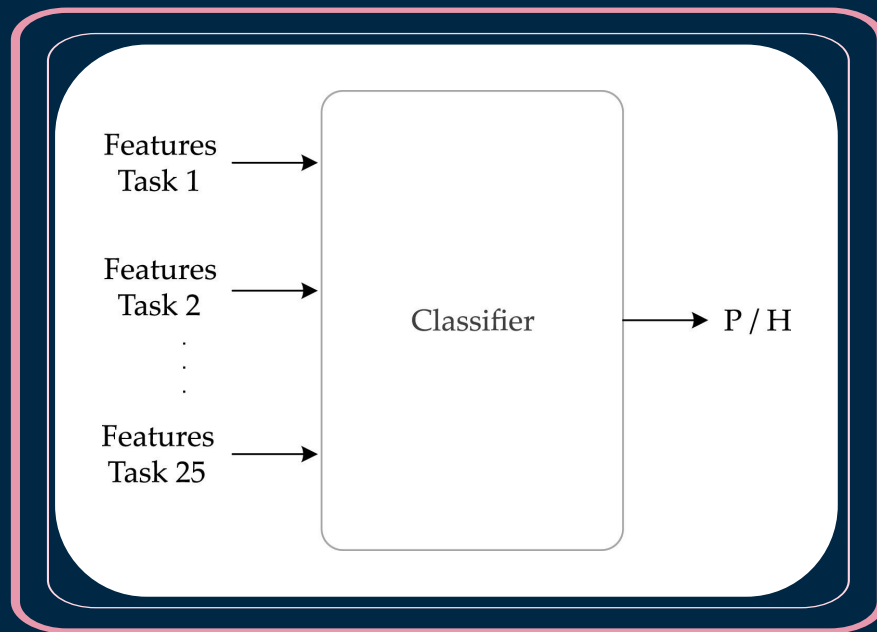 Features
Task 1
Features
Task 2
.
.
.
Features
Task 25
Classifier
P / H